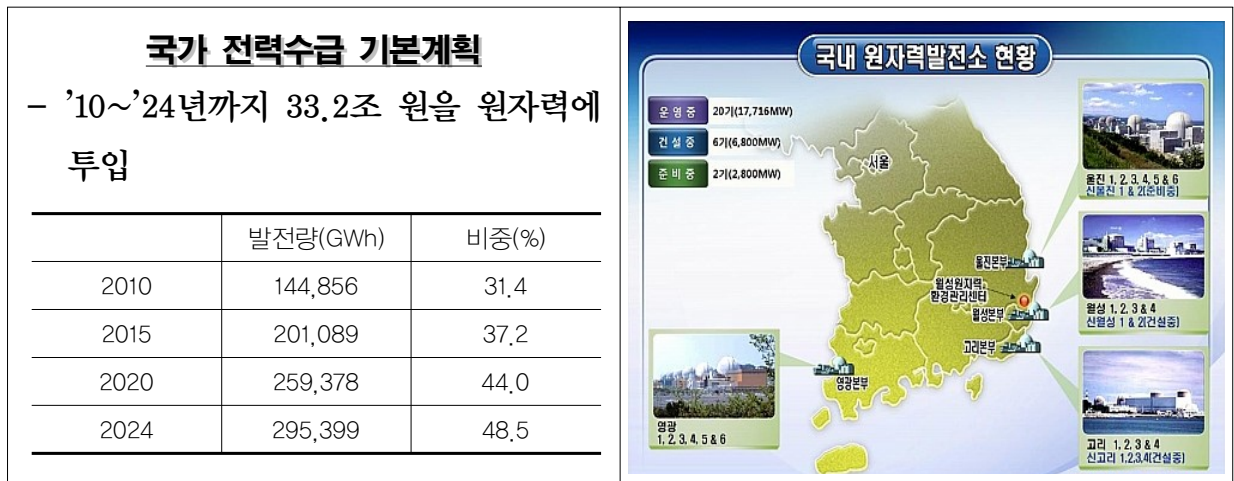 국가 전력수급 기본계획
– ’10~’24년까지 33.2조 원을 원자력에
투입
발전량(GWh) 비중(%)
2010 144,856 31.4
2015 201,089 37.2
2020 259,378 44.0
2024 295,399 48.5
국내 원자력발전소 현황
운영중 20기(17,716MW)
건설중 6기(6,800MW)
준비중 2기(2,800MW)
서울
울진 1, 2, 3, 4, 5 & 6
신울진 1 & 2(준비중)
울진본부
월성원자력
환경관리센터
월성본부
월성 1, 2, 3 & 4
신월성 1 & 2(건설중)
고리본부
영광본부
영광
1, 2, 3, 4, 5 & 6
고리 1, 2, 3 & 4
신고리 1,2,3,4(건설중)